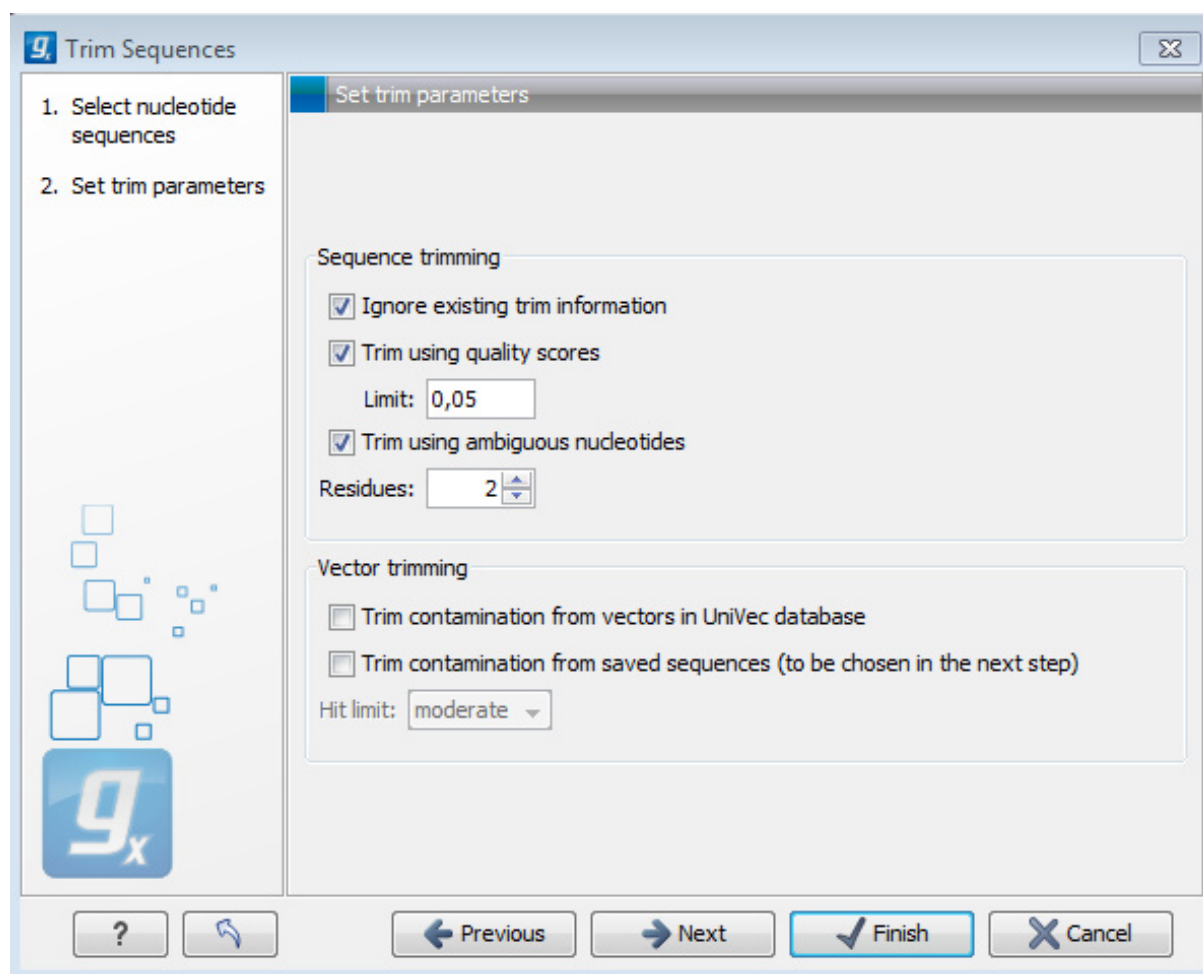 gx Trim Sequences
1. Select nucleotide
sequences
2. Set trim parameters
Set trim parameters
Sequence trimming
Ignore existing trim information
Trim using quality scores
Limit: 0,05
Trim using ambiguous nucleotides
Residues: 2
Vector trimming
Trim contamination from vectors in UniVec database
Trim contamination from saved sequences (to be chosen in the next step)
Hit limit: moderate
gx
? Previous Next Finish Cancel